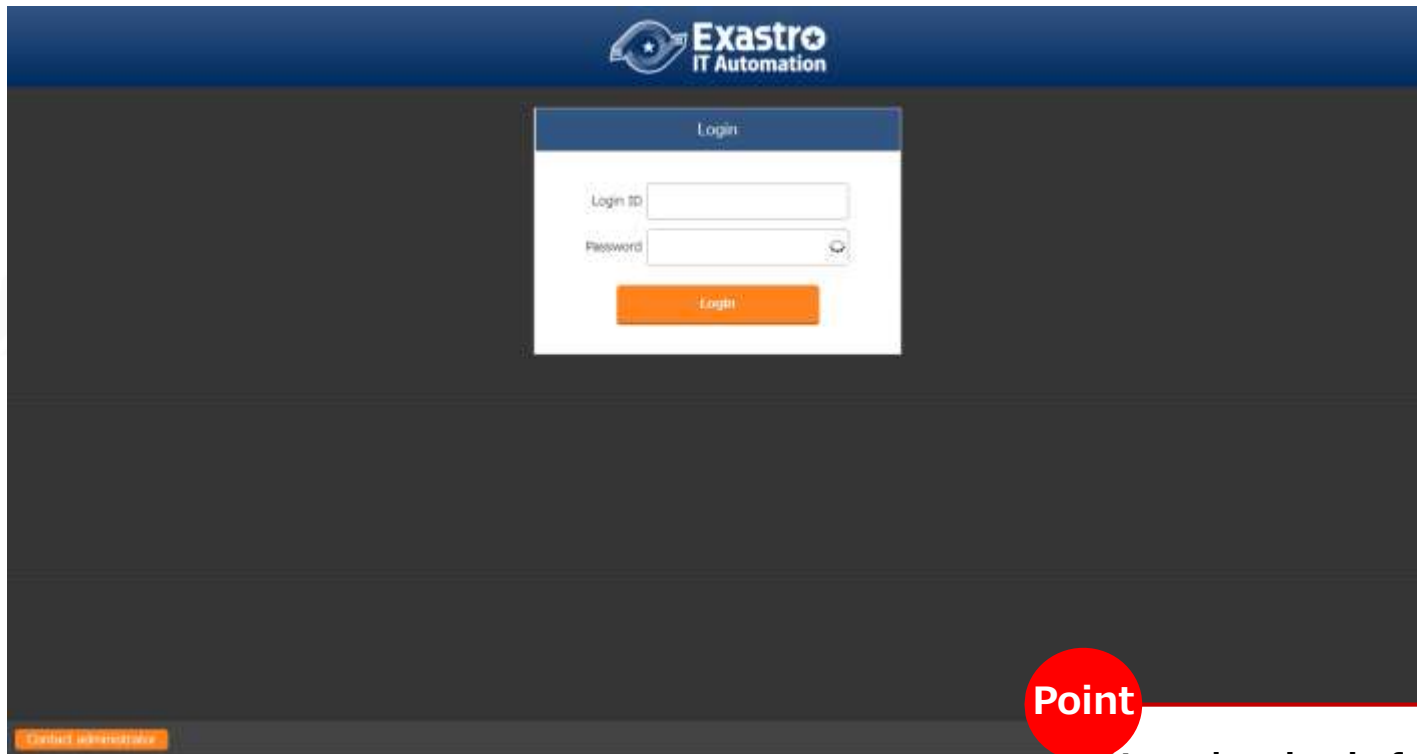 Exastro
IT Automation
Login
Login ID
Password
Login
Point
Contact administrator